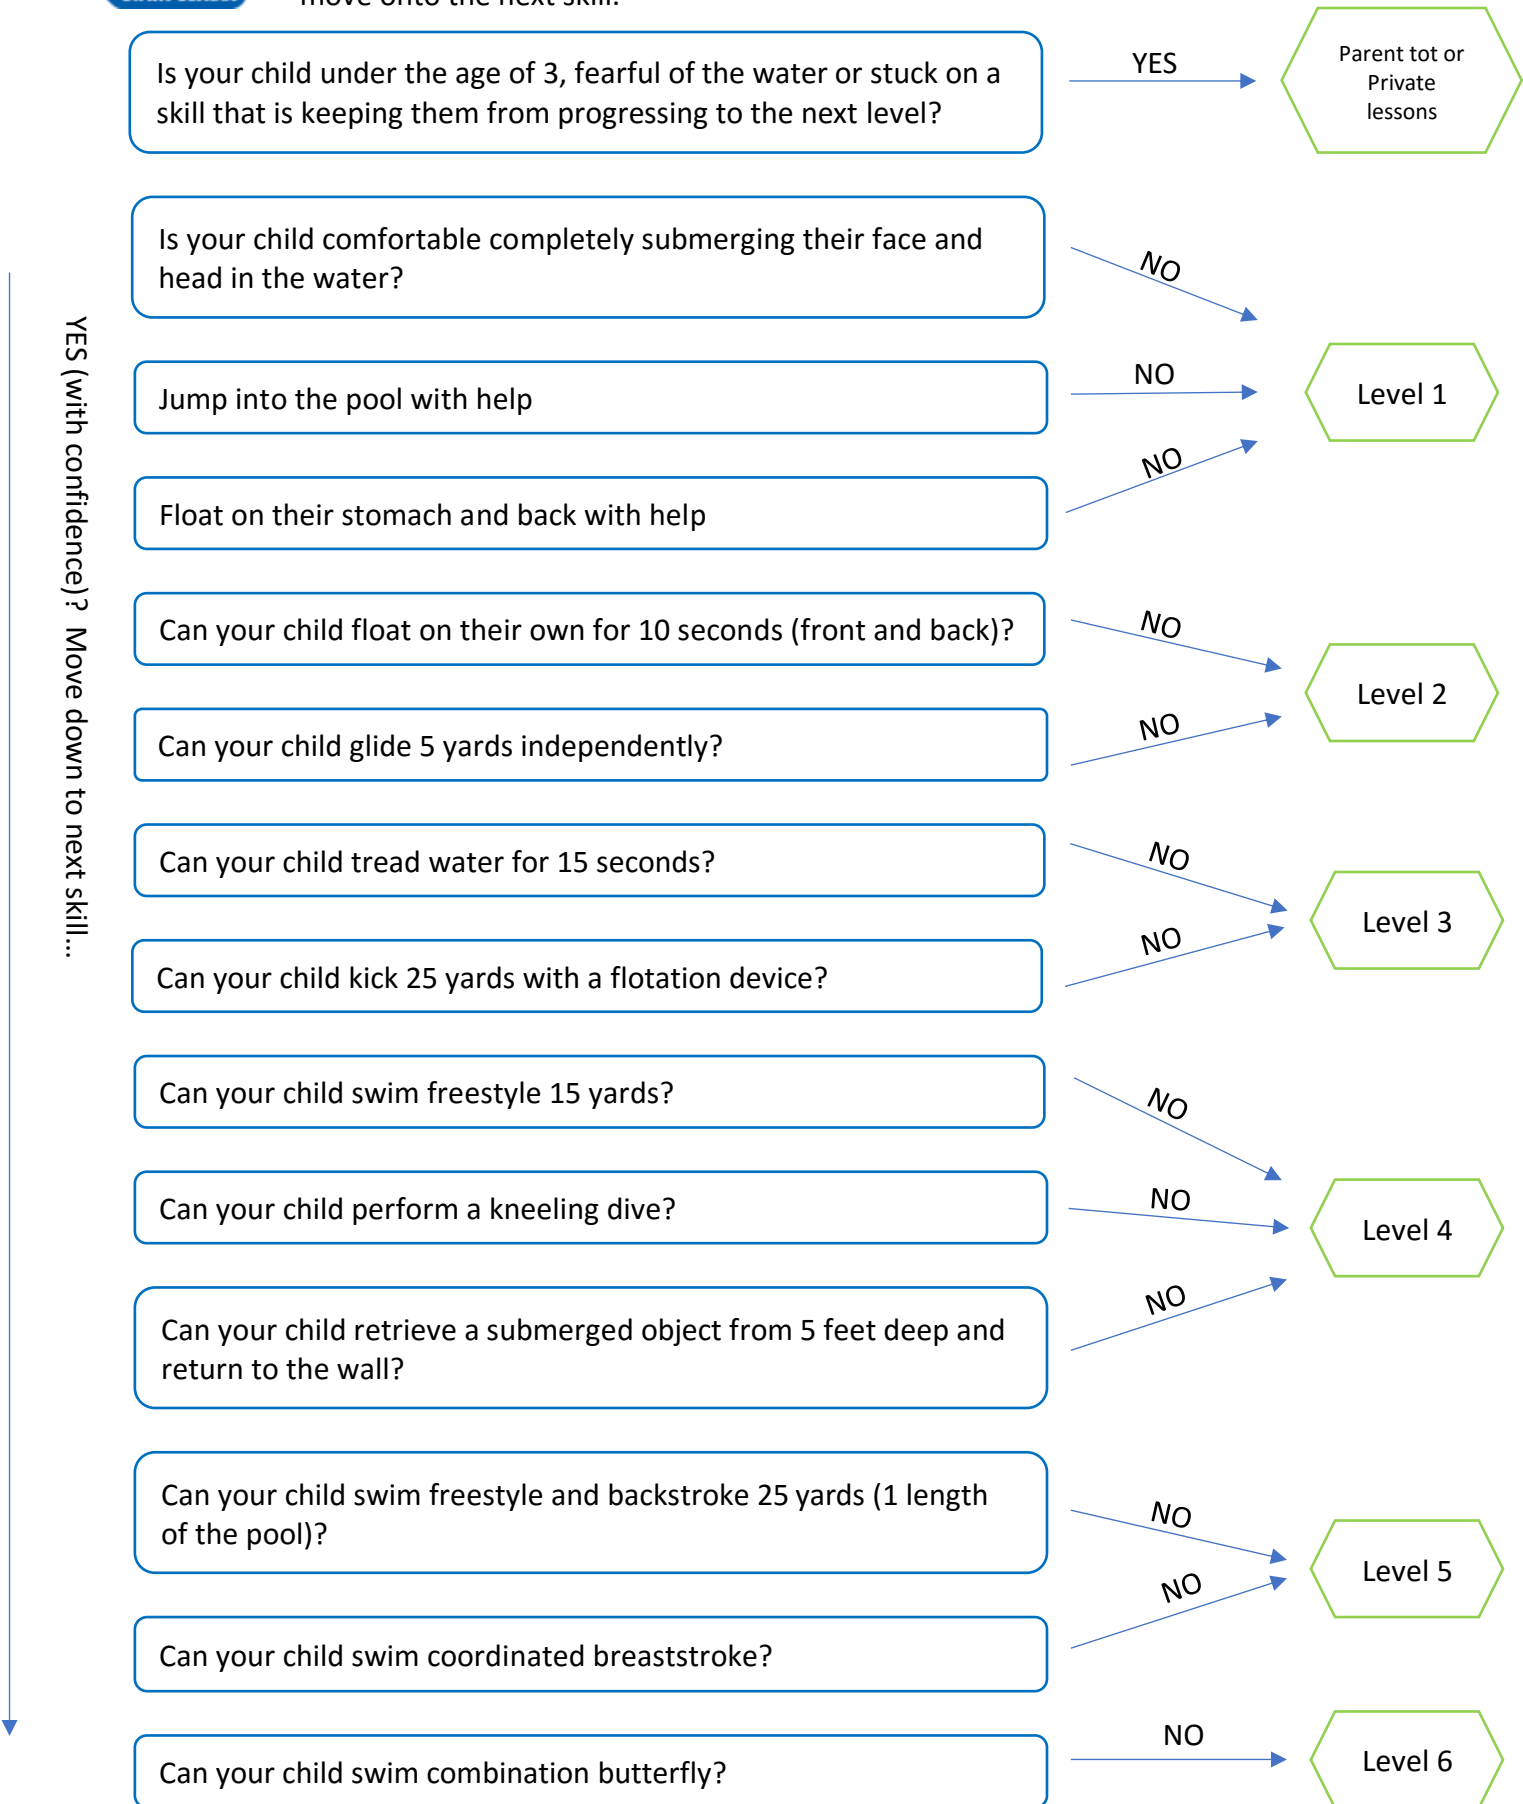 move onto the next skill.
Is your child under the age of 3, fearful of the water or stuck on a
skill that is keeping them from progressing to the next level?
YES
Parent tot or
Private
lessons
Is your child comfortable completely submerging their face and
head in the water?
NO
Jump into the pool with help
NO
Level 1
Float on their stomach and back with help
NO
YES (with confidence)?  Move down to next skill...
Can your child float on their own for 10 seconds (front and back)?
NO
Level 2
Can your child glide 5 yards independently?
NO
Can your child tread water for 15 seconds?
NO
Level 3
Can your child kick 25 yards with a flotation device?
NO
Can your child swim freestyle 15 yards?
NO
Can your child perform a kneeling dive?
NO
Level 4
Can your child retrieve a submerged object from 5 feet deep and
return to the wall?
NO
Can your child swim freestyle and backstroke 25 yards (1 length
of the pool)?
NO
Level 5
Can your child swim coordinated breaststroke?
NO
Can your child swim combination butterfly?
NO
Level 6